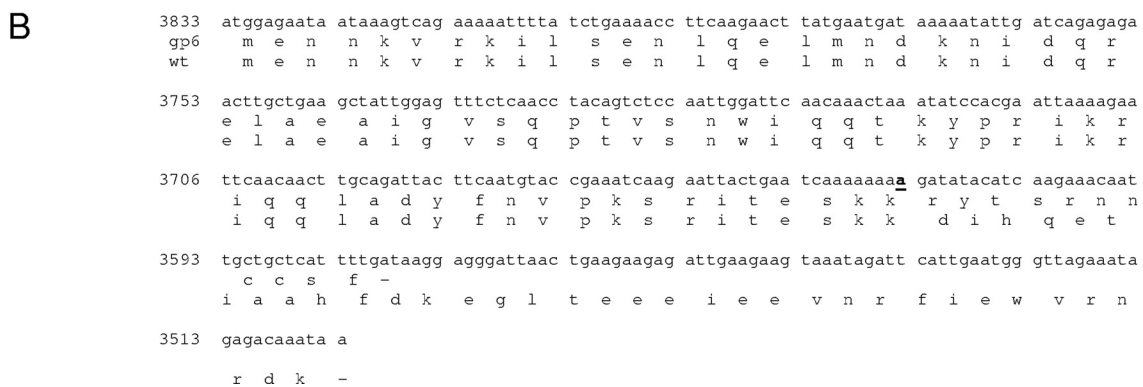 B
3833 atggagaata ataaagtcag aaaaattttа tctgaaaacc ttcaagaact tatgaatgat aaaaatattg atcagagaga
gp6 m e n n k v r k i l s e n l q e l m n d k n i d q r
wt m e n n k v r k i l s e n l q e l m n d k n i d q r
3753 acttgctgaa gctattggag tttctcaacc tacagtctcc aattggattc aacaaactaa atatccacga attaaaagaa
e l a e a i g v s q p t v s n w i q q t k y p r i k r
e l a e a i g v s q p t v s n w i q q t k y p r i k r
3706 ttcaacaact tgcagattac ttcaatgtac cgaaatcaag aattactgaa tcaaaaaaaa gatatacatc aagaaacaat
i q q l a d y f n v p k s r i t e s k k r y t s r n n
i q q l a d y f n v p k s r i t e s k k d i h q e t
3593 tgctgctcat tttgataagg agggattaac tgaagaagag attgaagaag taaatagatt cattgaatgg gttagaaata
c c s f –
i a a h f d k e g l t e e e i e e v n r f i e w v r n
3513 gagacaaata a
r d k –